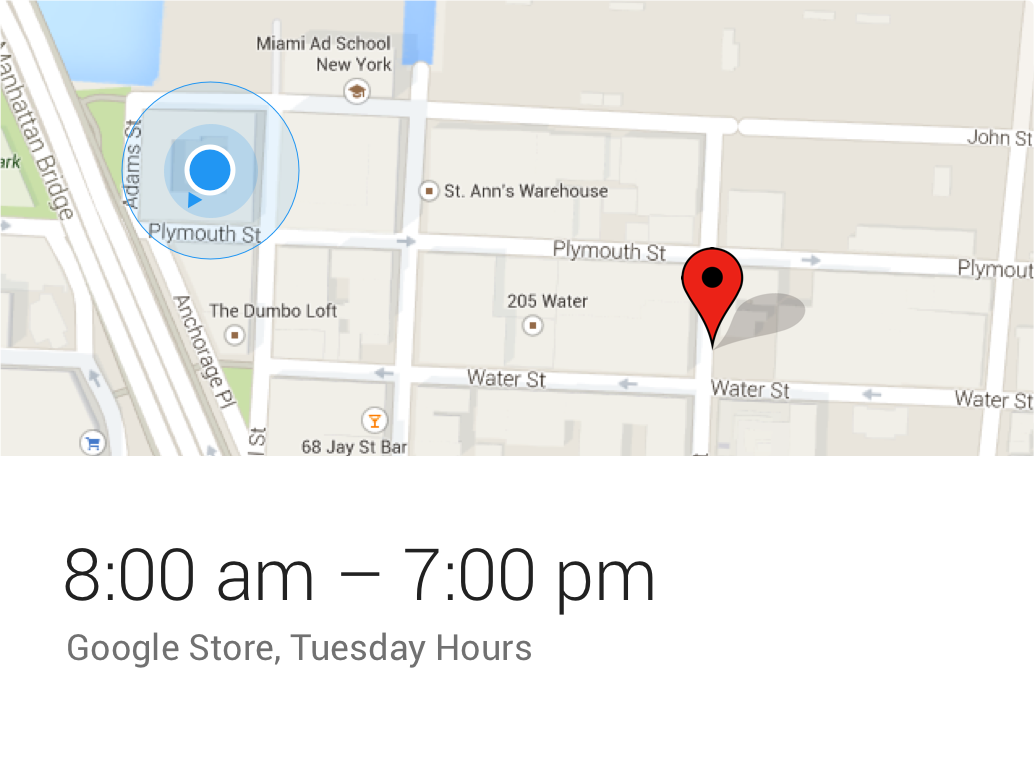 Miami Ad School
New York
Manhattan Bridge
John St
ark
Adams St
St. Ann's Warehouse
Plymouth St
Plymouth St
Plymout
205 Water
The Dumbo Loft
Anchorage Pl
Water St
Water St
Water St
68 Jay St Bar
l St
8:00 am – 7:00 pm
Google Store, Tuesday Hours